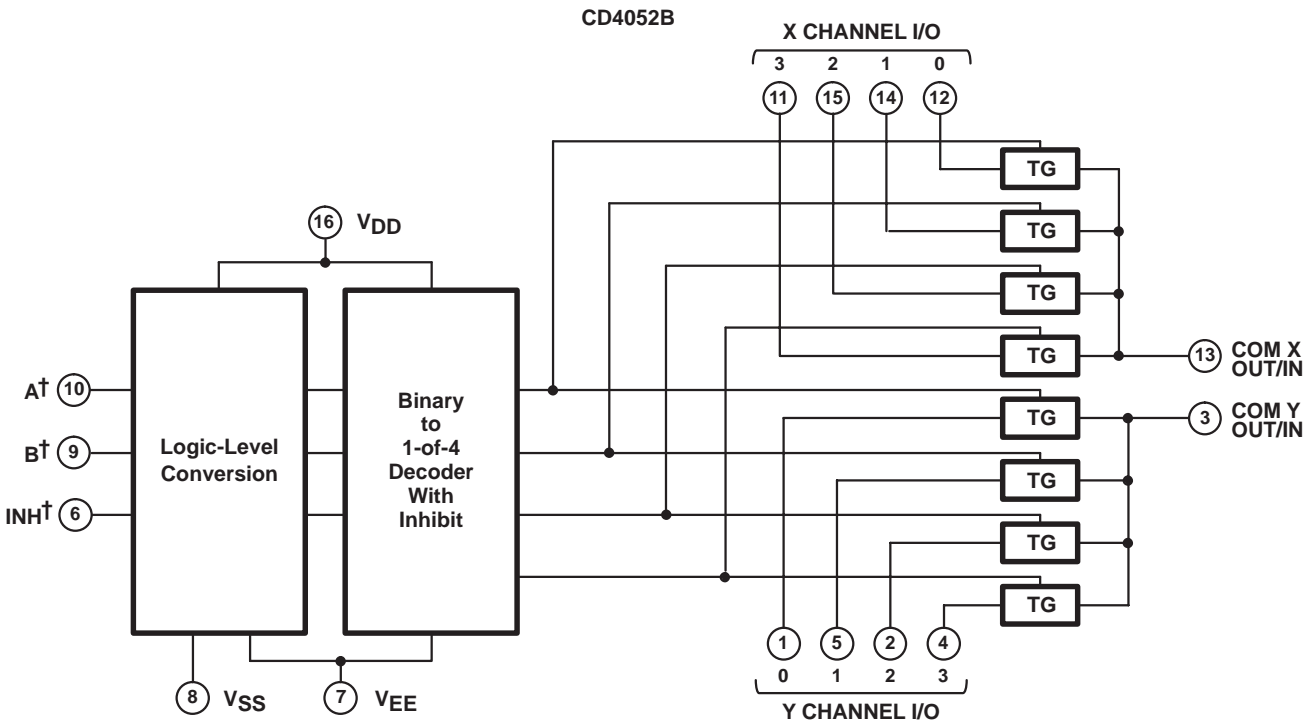 CD4052B
X CHANNEL I/O
3 2 1 0
11 15 14 12
TG
TG
TG
TG
TG
TG
TG
TG
16 VDD
A† 10
B† 9
INH† 6
Logic-Level
Conversion
Binary
to
1-of-4
Decoder
With
Inhibit
13 COM X
OUT/IN
3 COM Y
OUT/IN
8 VSS
7 VEE
1 5 2 4
0 1 2 3
Y CHANNEL I/O